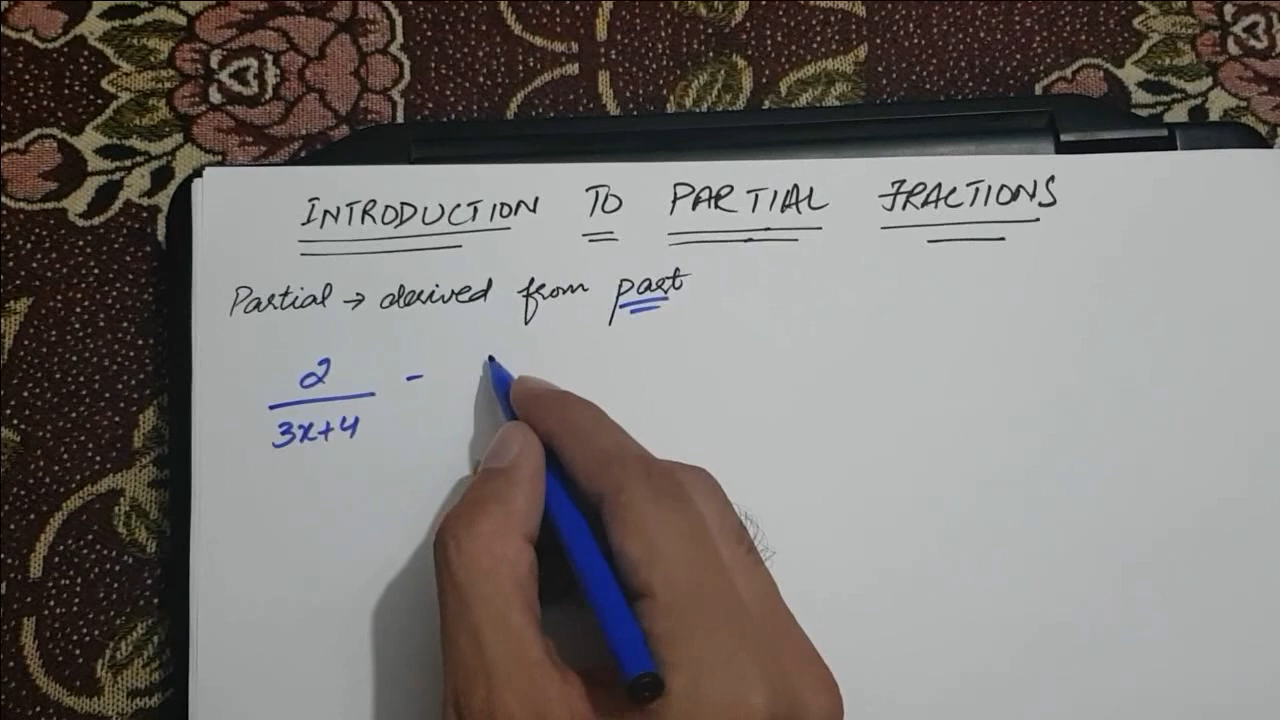 INTRODUCTION TO PARTIAL FRACTIONS
Partial → derived from part
2
3x+4 -